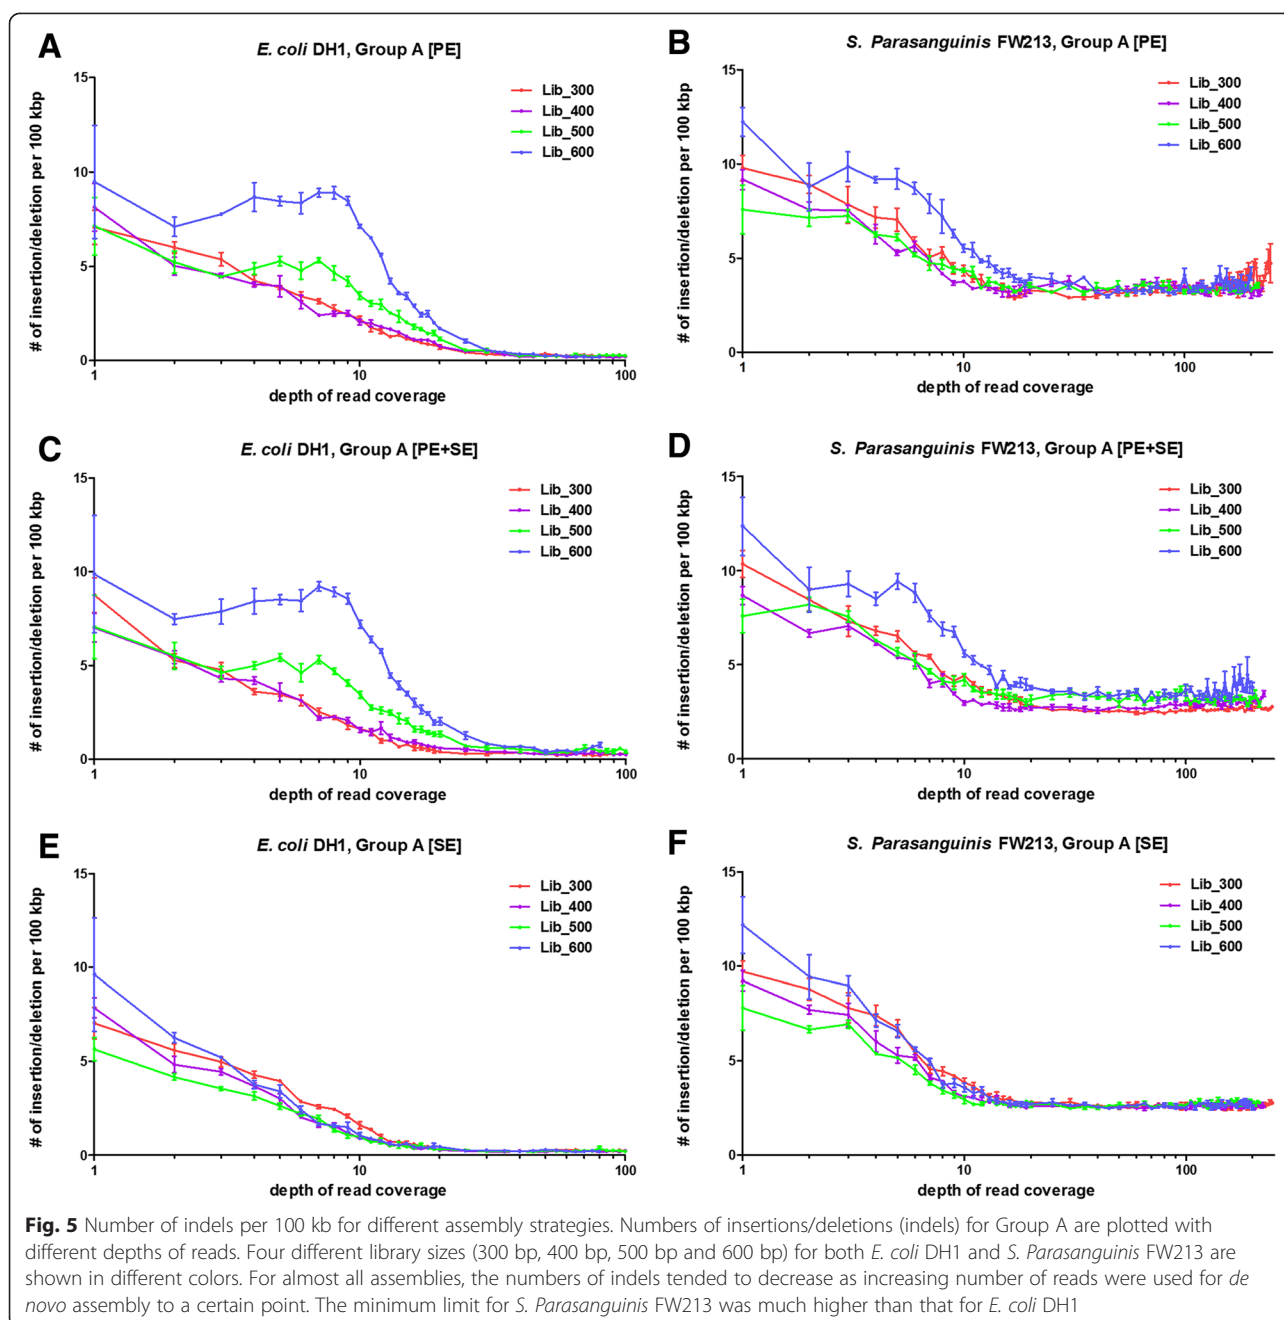 A
E. coli DH1, Group A [PE]
# of insertion/deletion per 100 kbp
15
10
5
0
1
10
100
depth of read coverage
Lib_300
Lib_400
Lib_500
Lib_600
B
S. Parasanguinis FW213, Group A [PE]
# of insertion/deletion per 100 kbp
15
10
5
0
1
10
100
depth of read coverage
Lib_300
Lib_400
Lib_500
Lib_600
C
E. coli DH1, Group A [PE+SE]
# of insertion/deletion per 100 kbp
15
10
5
0
1
10
100
depth of read coverage
Lib_300
Lib_400
Lib_500
Lib_600
D
S. Parasanguinis FW213, Group A [PE+SE]
# of insertion/deletion per 100 kbp
15
10
5
0
1
10
100
depth of read coverage
Lib_300
Lib_400
Lib_500
Lib_600
E
E. coli DH1, Group A [SE]
# of insertion/deletion per 100 kbp
15
10
5
0
1
10
100
depth of read coverage
Lib_300
Lib_400
Lib_500
Lib_600
F
S. Parasanguinis FW213, Group A [SE]
# of insertion/deletion per 100 kbp
15
10
5
0
1
10
100
depth of read coverage
Lib_300
Lib_400
Lib_500
Lib_600
Fig. 5 Number of indels per 100 kb for different assembly strategies. Numbers of insertions/deletions (indels) for Group A are plotted with
different depths of reads. Four different library sizes (300 bp, 400 bp, 500 bp and 600 bp) for both E. coli DH1 and S. Parasanguinis FW213 are
shown in different colors. For almost all assemblies, the numbers of indels tended to decrease as increasing number of reads were used for de
novo assembly to a certain point. The minimum limit for S. Parasanguinis FW213 was much higher than that for E. coli DH1